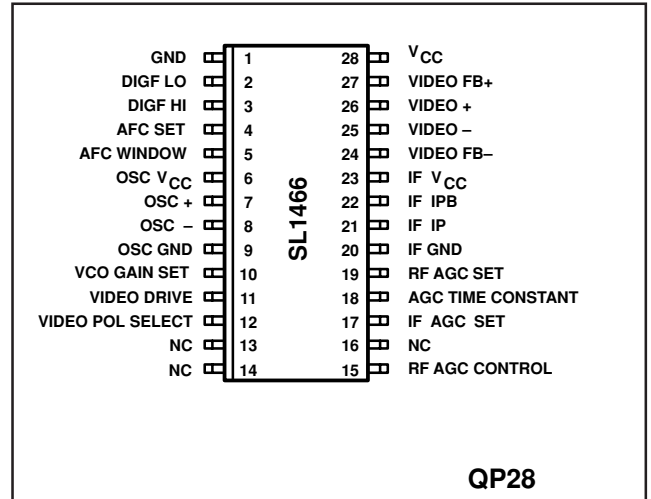 GND 1 28 VCC
DIGF LO 2 27 VIDEO FB+
DIGF HI 3 26 VIDEO +
AFC SET 4 25 VIDEO –
AFC WINDOW 5 24 VIDEO FB–
OSC VCC 6 23 IF VCC
OSC + 7 22 IF IPB
OSC – 8 21 IF IP
OSC GND 9 20 IF GND
VCO GAIN SET 10 19 RF AGC SET
VIDEO DRIVE 11 18 AGC TIME CONSTANT
VIDEO POL SELECT 12 17 IF AGC SET
NC 13 16 NC
NC 14 15 RF AGC CONTROL
SL1466
QP28